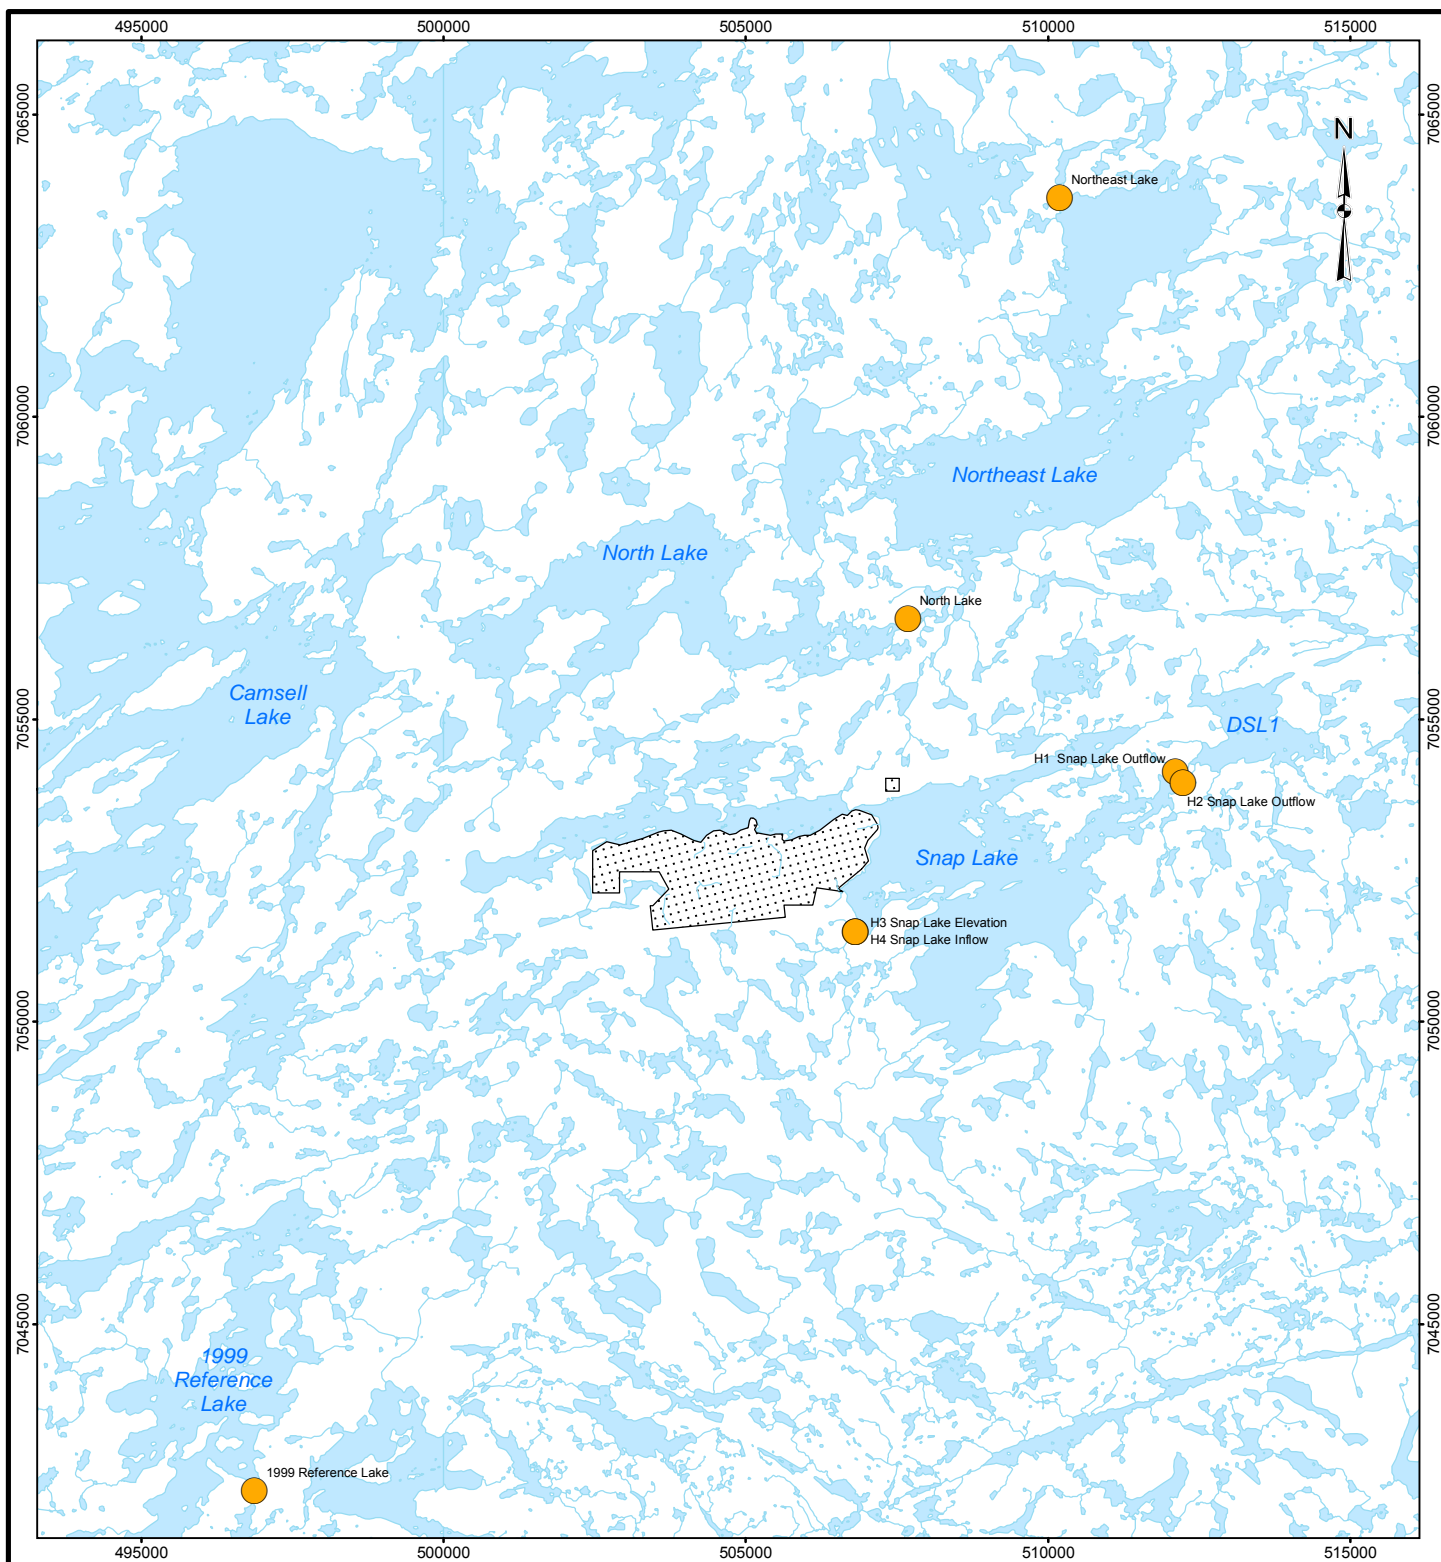 495000
500000
505000
510000
515000
7065000
7065000
N
Northeast Lake
7060000
7060000
Northeast Lake
North Lake
North Lake
Camsell
Lake
7055000
7055000
DSL1
H1 Snap Lake Outflow
H2 Snap Lake Outflow
Snap Lake
H3 Snap Lake Elevation
H4 Snap Lake Inflow
7050000
7050000
7045000
7045000
1999
Reference
Lake
1999 Reference Lake
495000
500000
505000
510000
515000